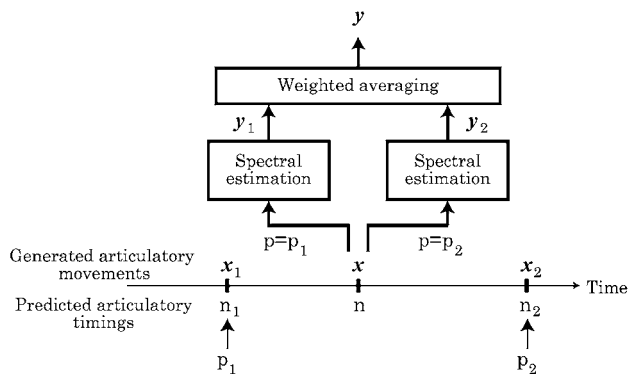 y
Weighted averaging
y1 y2
Spectral estimation
Spectral estimation
p=p1 p=p2
Generated articulatory movements
x1 x x2
Time
Predicted articulatory timings
n1 n n2
p1 p2